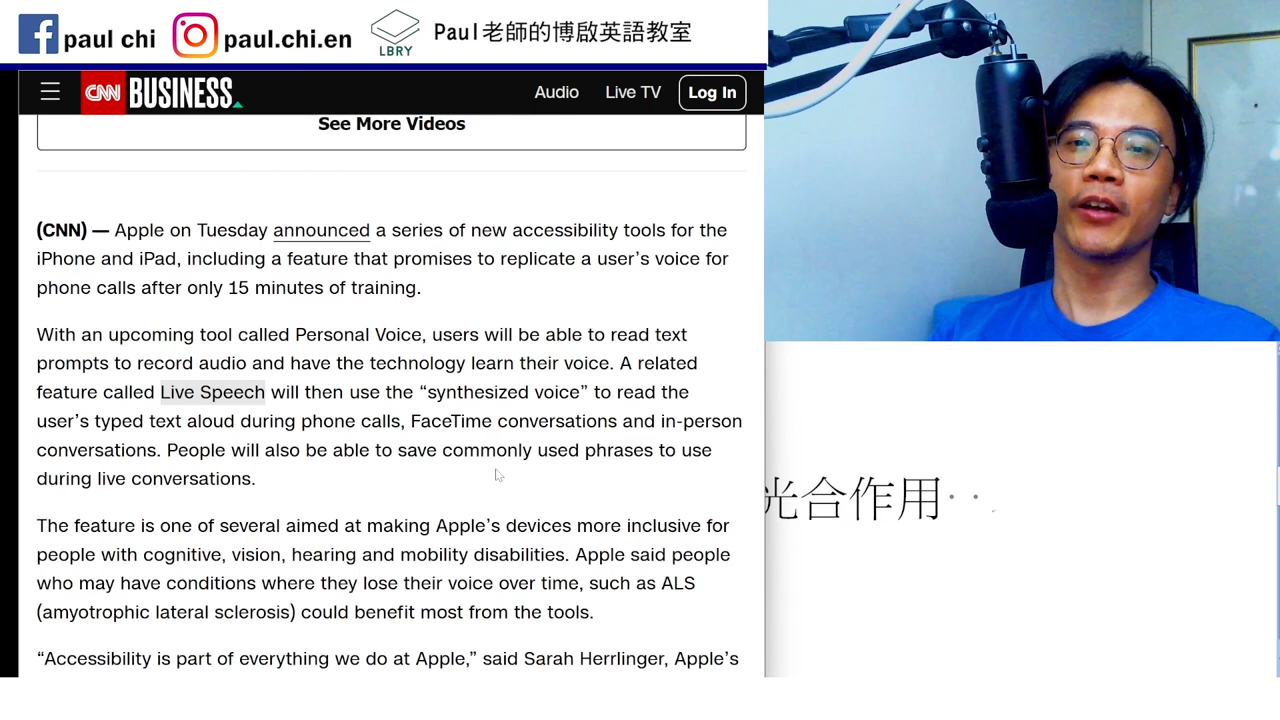 paul chi
paul.chi.en
LBRY
Paul老師的博啟英語教室
CNN BUSINESS
Audio
Live TV
Log In
See More Videos
(CNN) — Apple on Tuesday announced a series of new accessibility tools for the
iPhone and iPad, including a feature that promises to replicate a user’s voice for
phone calls after only 15 minutes of training.
With an upcoming tool called Personal Voice, users will be able to read text
prompts to record audio and have the technology learn their voice. A related
feature called Live Speech will then use the “synthesized voice” to read the
user’s typed text aloud during phone calls, FaceTime conversations and in-person
conversations. People will also be able to save commonly used phrases to use
during live conversations.
The feature is one of several aimed at making Apple’s devices more inclusive for
people with cognitive, vision, hearing and mobility disabilities. Apple said people
who may have conditions where they lose their voice over time, such as ALS
(amyotrophic lateral sclerosis) could benefit most from the tools.
“Accessibility is part of everything we do at Apple,” said Sarah Herrlinger, Apple’s
光合作用··